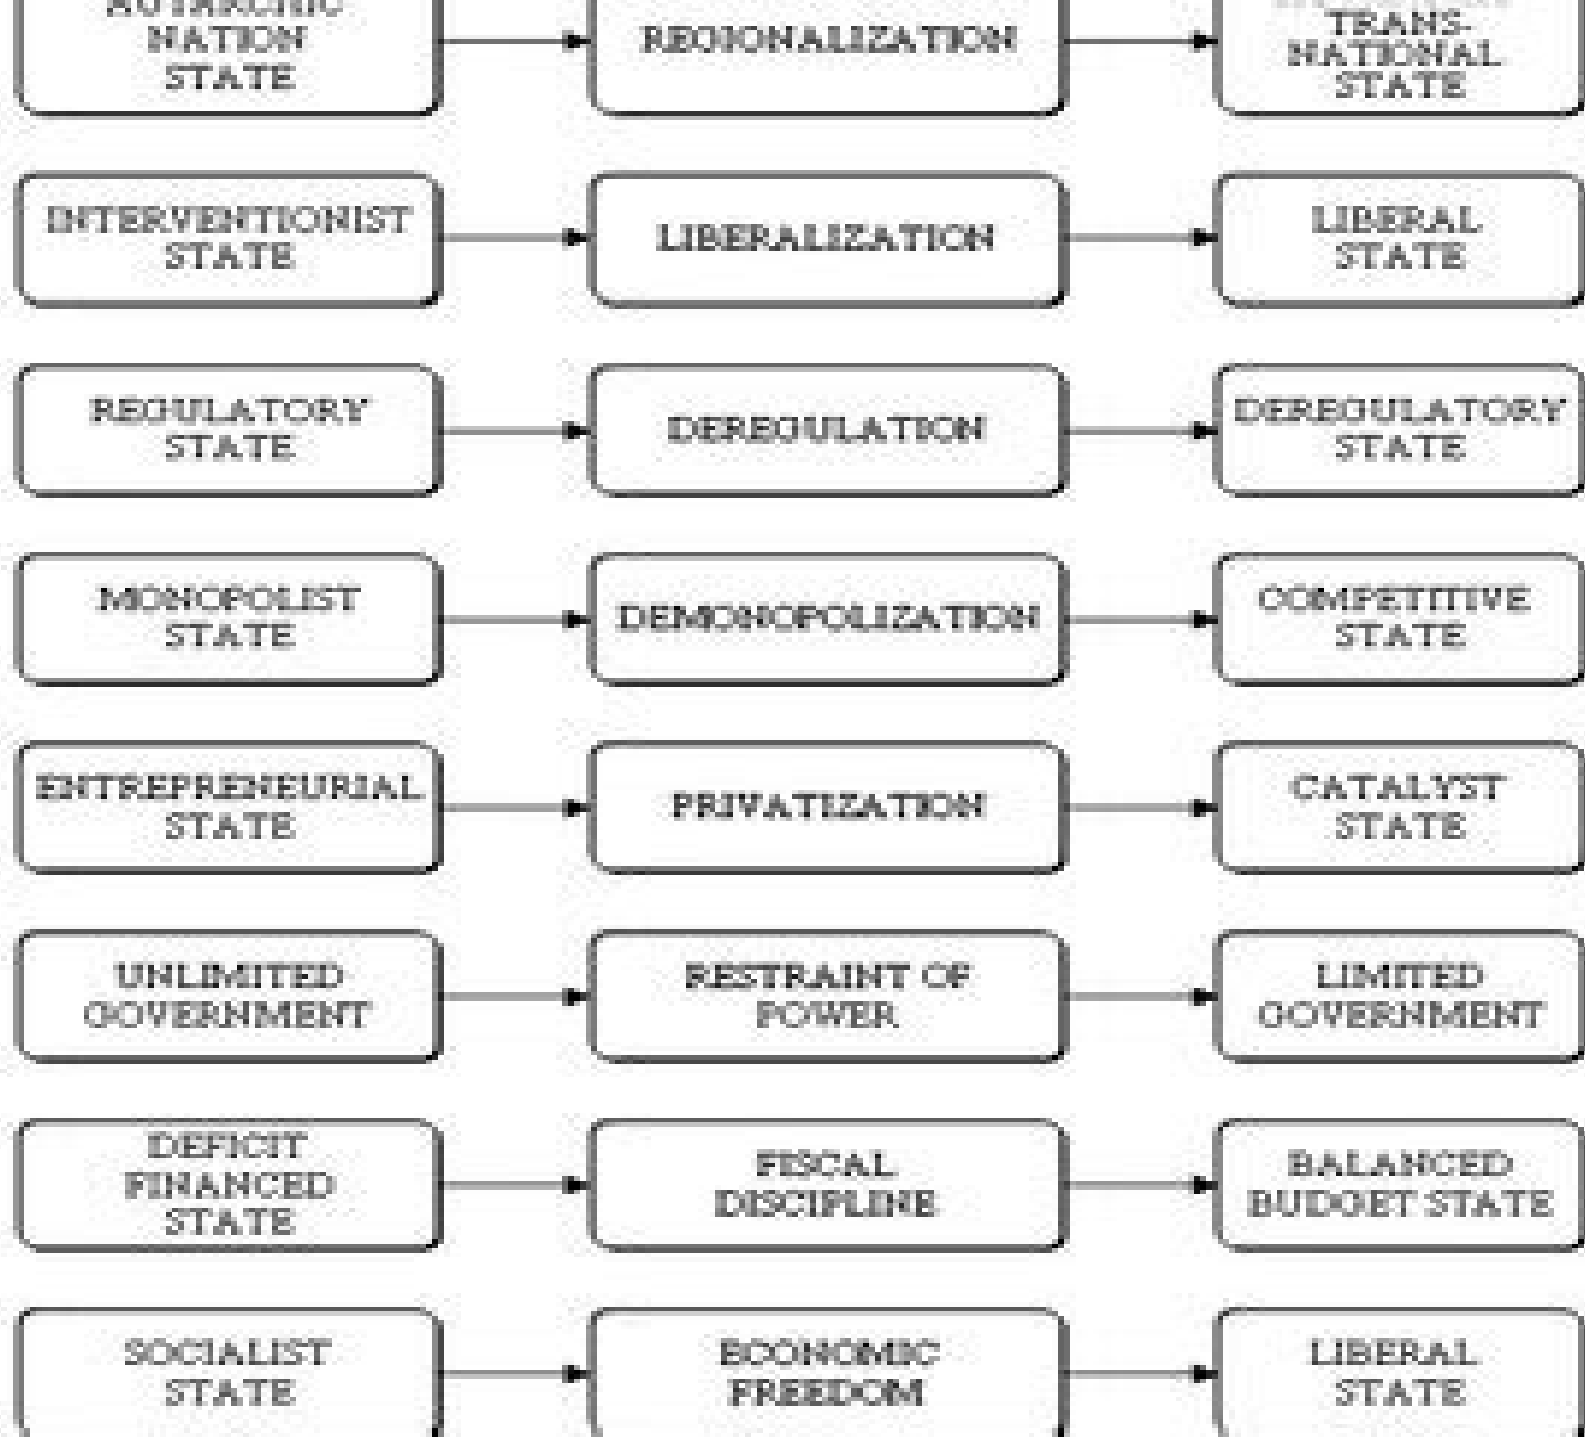 AUTARCHIC
NATION
STATE
REGIONALIZATION
TRANS-
NATIONAL
STATE
INTERVENTIONIST
STATE
LIBERALIZATION
LIBERAL
STATE
REGULATORY
STATE
DEREGULATION
DEREGULATORY
STATE
MONOPOLIST
STATE
DEMONOPOLIZATION
COMPETITIVE
STATE
ENTREPRENEURIAL
STATE
PRIVATIZATION
CATALYST
STATE
UNLIMITED
GOVERNMENT
RESTRAINT OF
POWER
LIMITED
GOVERNMENT
DEFICIT
FINANCED
STATE
FISCAL
DISCIPLINE
BALANCED
BUDGET STATE
SOCIALIST
STATE
ECONOMIC
FREEDOM
LIBERAL
STATE